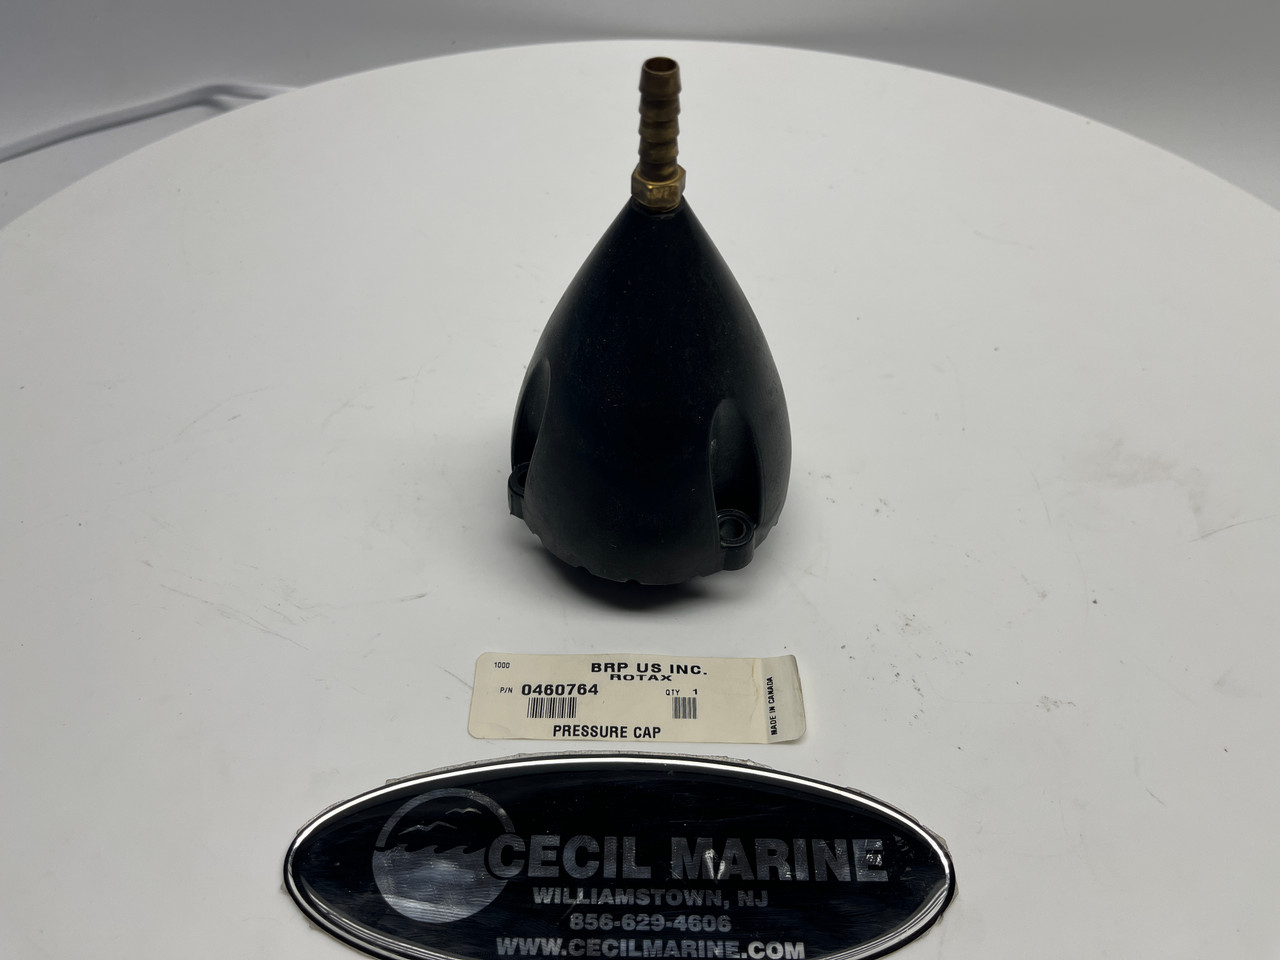 1000
BRP US INC.
ROTAX
P/N 0460764 QTY 1
PRESSURE CAP
MADE IN CANADA
CECIL MARINE
WILLIAMSTOWN, NJ
856-629-4606
WWW.CECILMARINE.COM